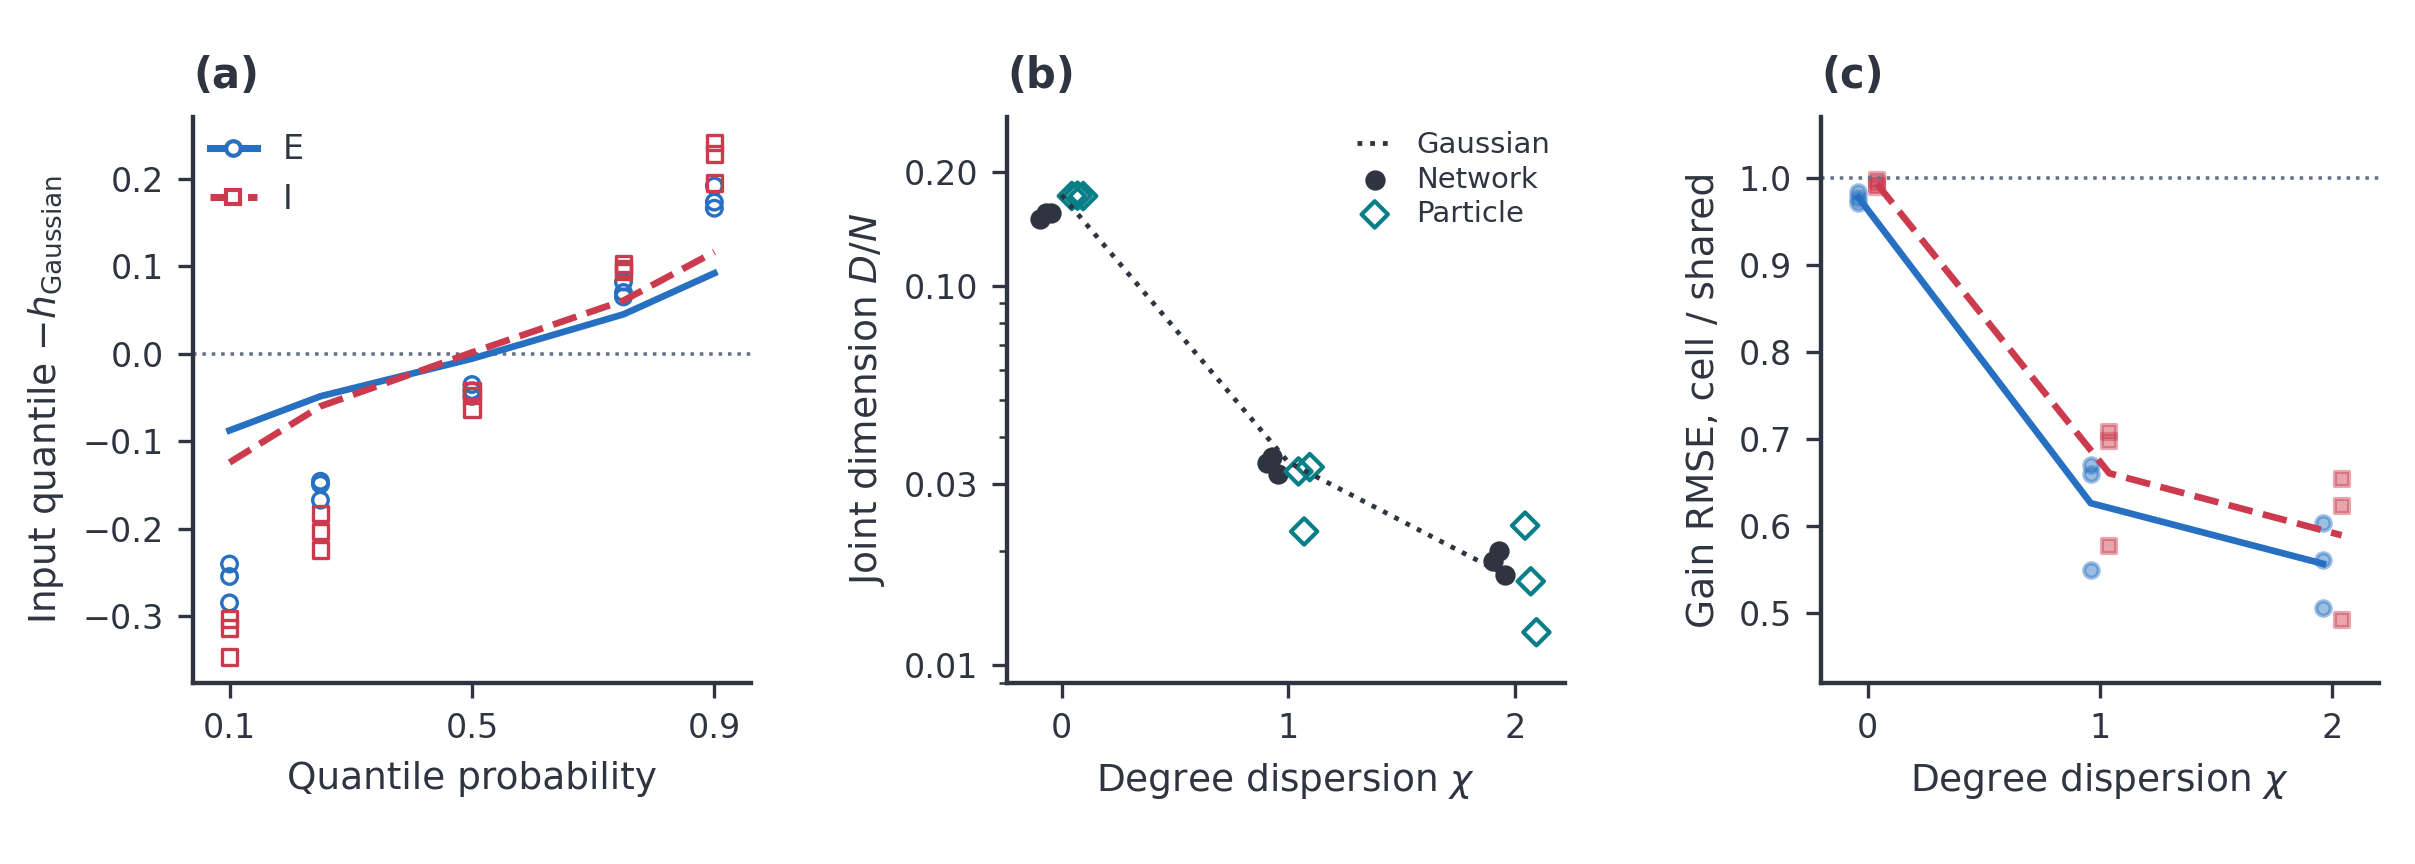 (a)
Input quantile −hGaussian
0.2
0.1
0.0
−0.1
−0.2
−0.3
E
I
0.1
0.5
0.9
Quantile probability
(b)
Joint dimension D/N
0.20
0.10
0.03
0.01
Gaussian
Network
Particle
0
1
2
Degree dispersion χ
(c)
Gain RMSE, cell / shared
1.0
0.9
0.8
0.7
0.6
0.5
0
1
2
Degree dispersion χ